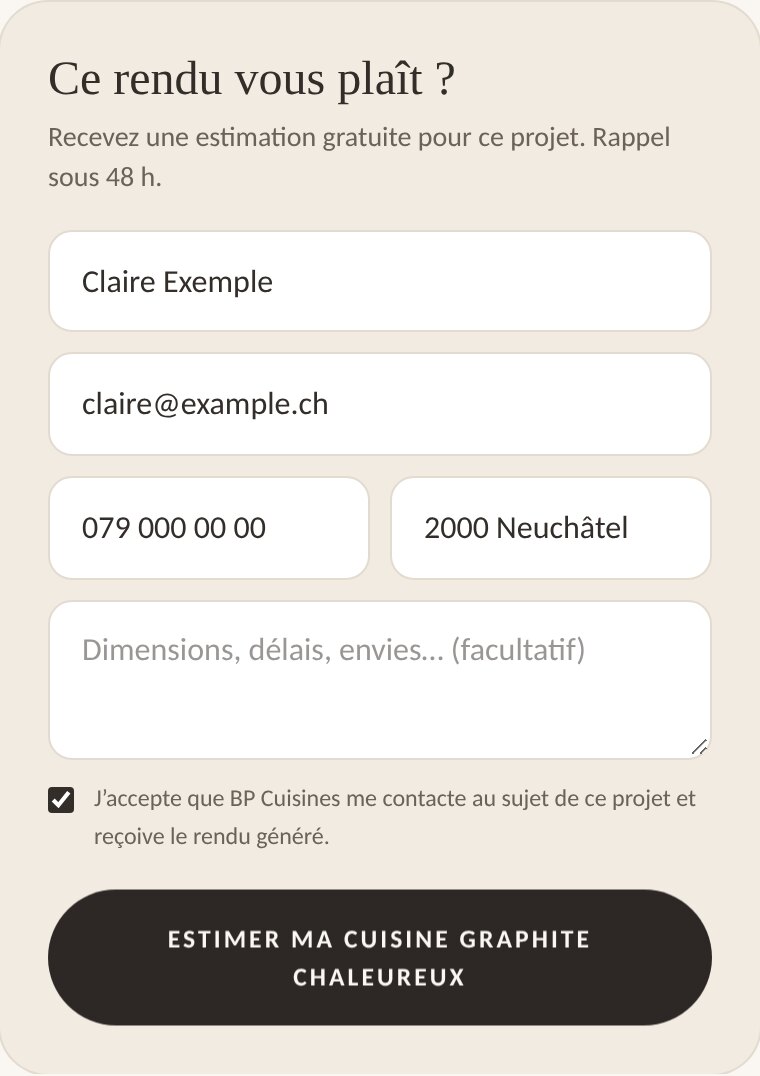 Ce rendu vous plaît ?
Recevez une estimation gratuite pour ce projet. Rappel
sous 48 h.
Claire Exemple
claire@example.ch
079 000 00 00
2000 Neuchâtel
Dimensions, délais, envies… (facultatif)
J’accepte que BP Cuisines me contacte au sujet de ce projet et
reçoive le rendu généré.
ESTIMER MA CUISINE GRAPHITE
CHALEUREUX